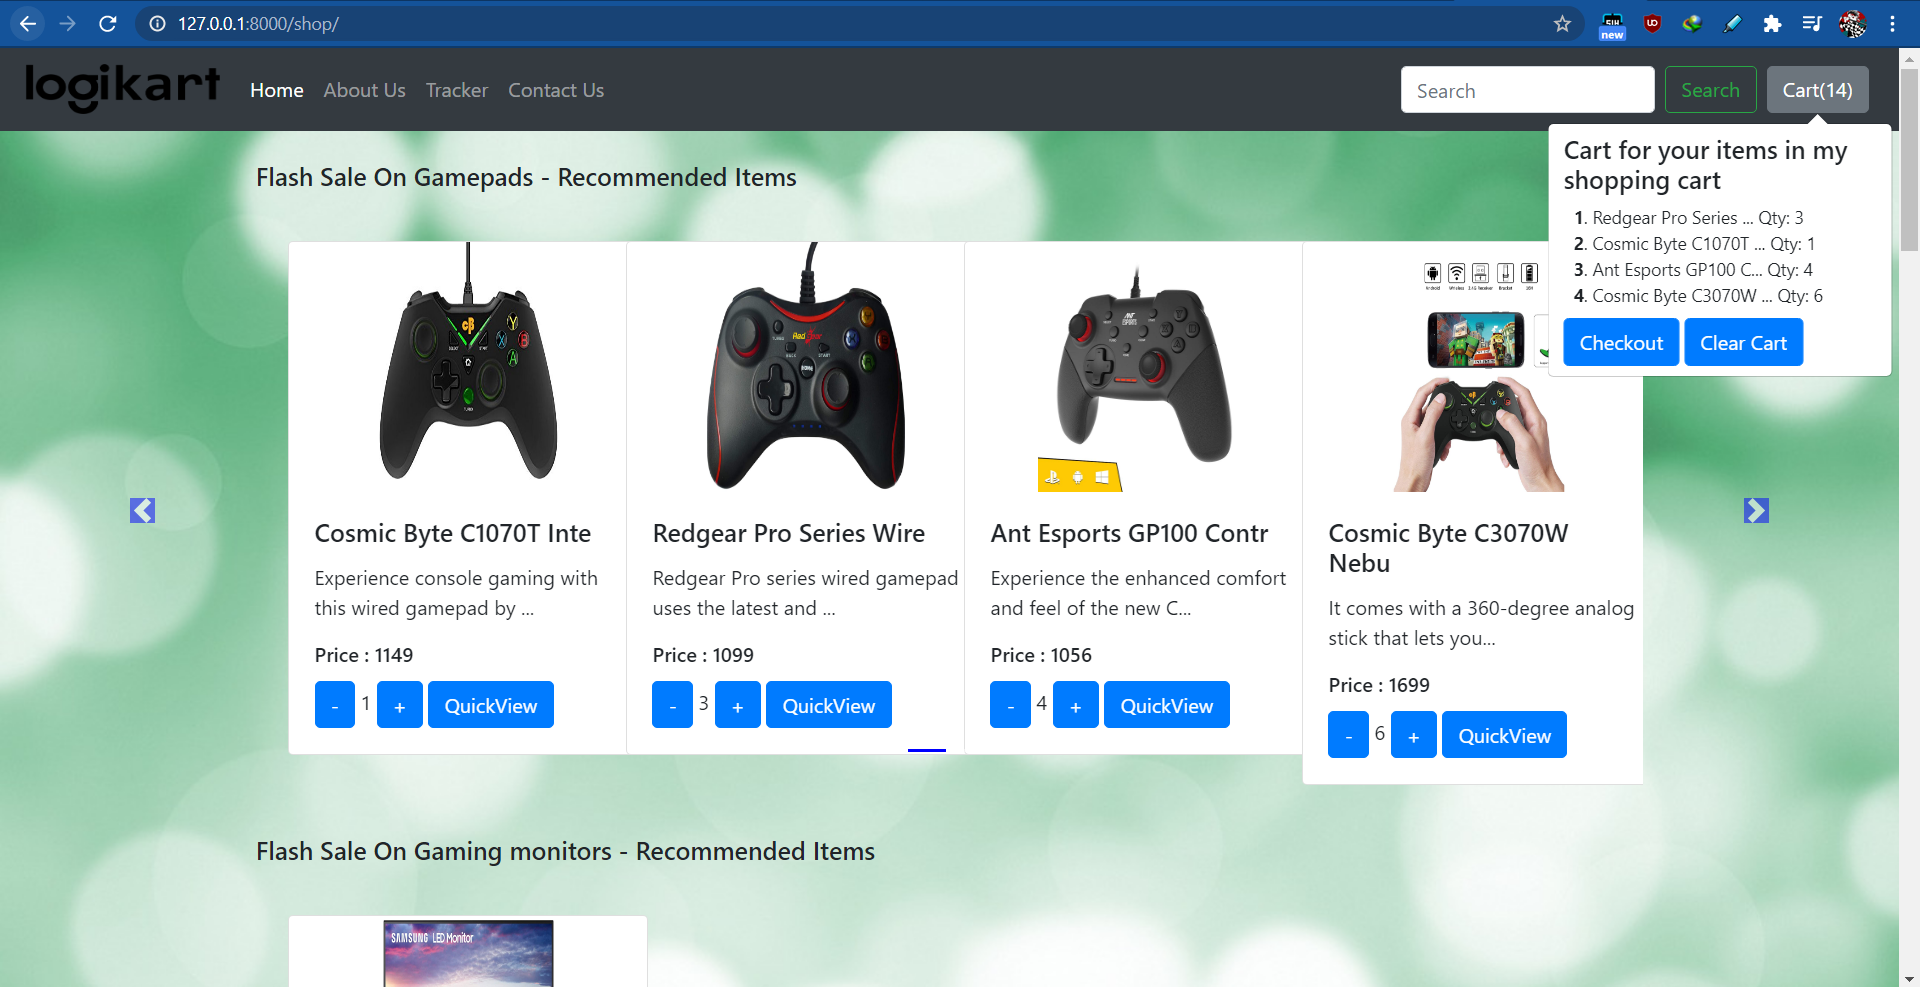 127.0.0.1:8000/shop/
new
logikart
Home About Us Tracker Contact Us
Search
Search
Cart(14)
Cart for your items in my
shopping cart
1. Redgear Pro Series ... Qty: 3
2. Cosmic Byte C1070T ... Qty: 1
3. Ant Esports GP100 C... Qty: 4
4. Cosmic Byte C3070W ... Qty: 6
Checkout Clear Cart
Flash Sale On Gamepads - Recommended Items
Cosmic Byte C1070T Inte
Experience console gaming with
this wired gamepad by ...
Price : 1149
- 1 + QuickView
Redgear Pro Series Wire
Redgear Pro series wired gamepad
uses the latest and ...
Price : 1099
- 3 + QuickView
Ant Esports GP100 Contr
Experience the enhanced comfort
and feel of the new C...
Price : 1056
- 4 + QuickView
Cosmic Byte C3070W
Nebu
It comes with a 360-degree analog
stick that lets you...
Price : 1699
- 6 + QuickView
Flash Sale On Gaming monitors - Recommended Items
SAMSUNG LED Monitor